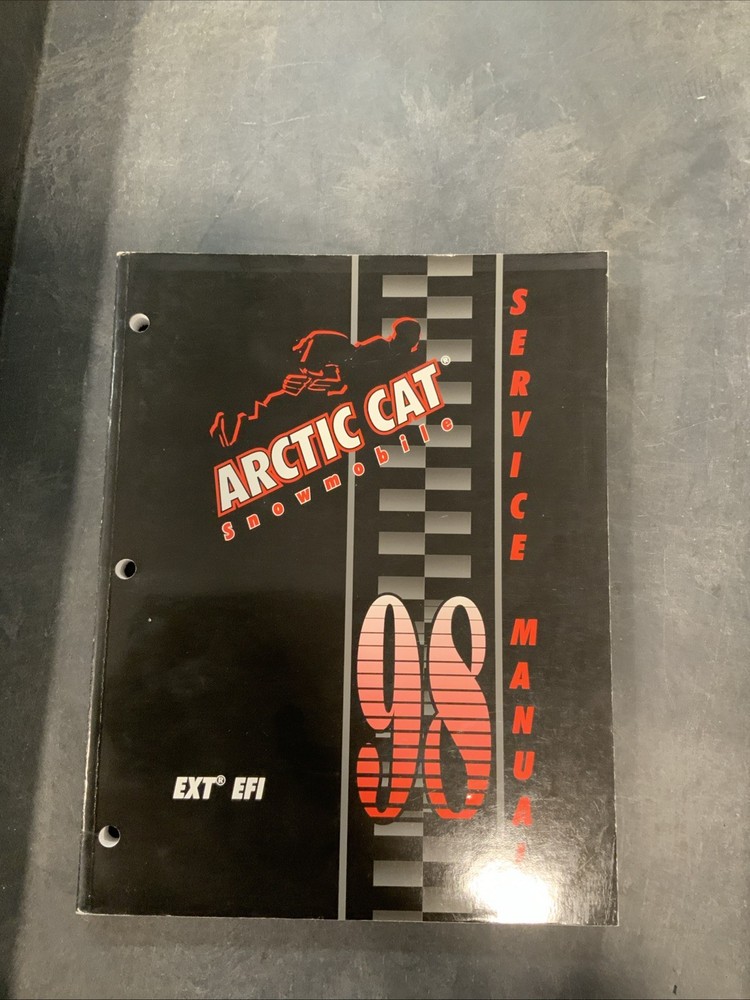 ARCTIC CAT®
Snowmobile
SERVICE MANUAL
98
EXT® EFI